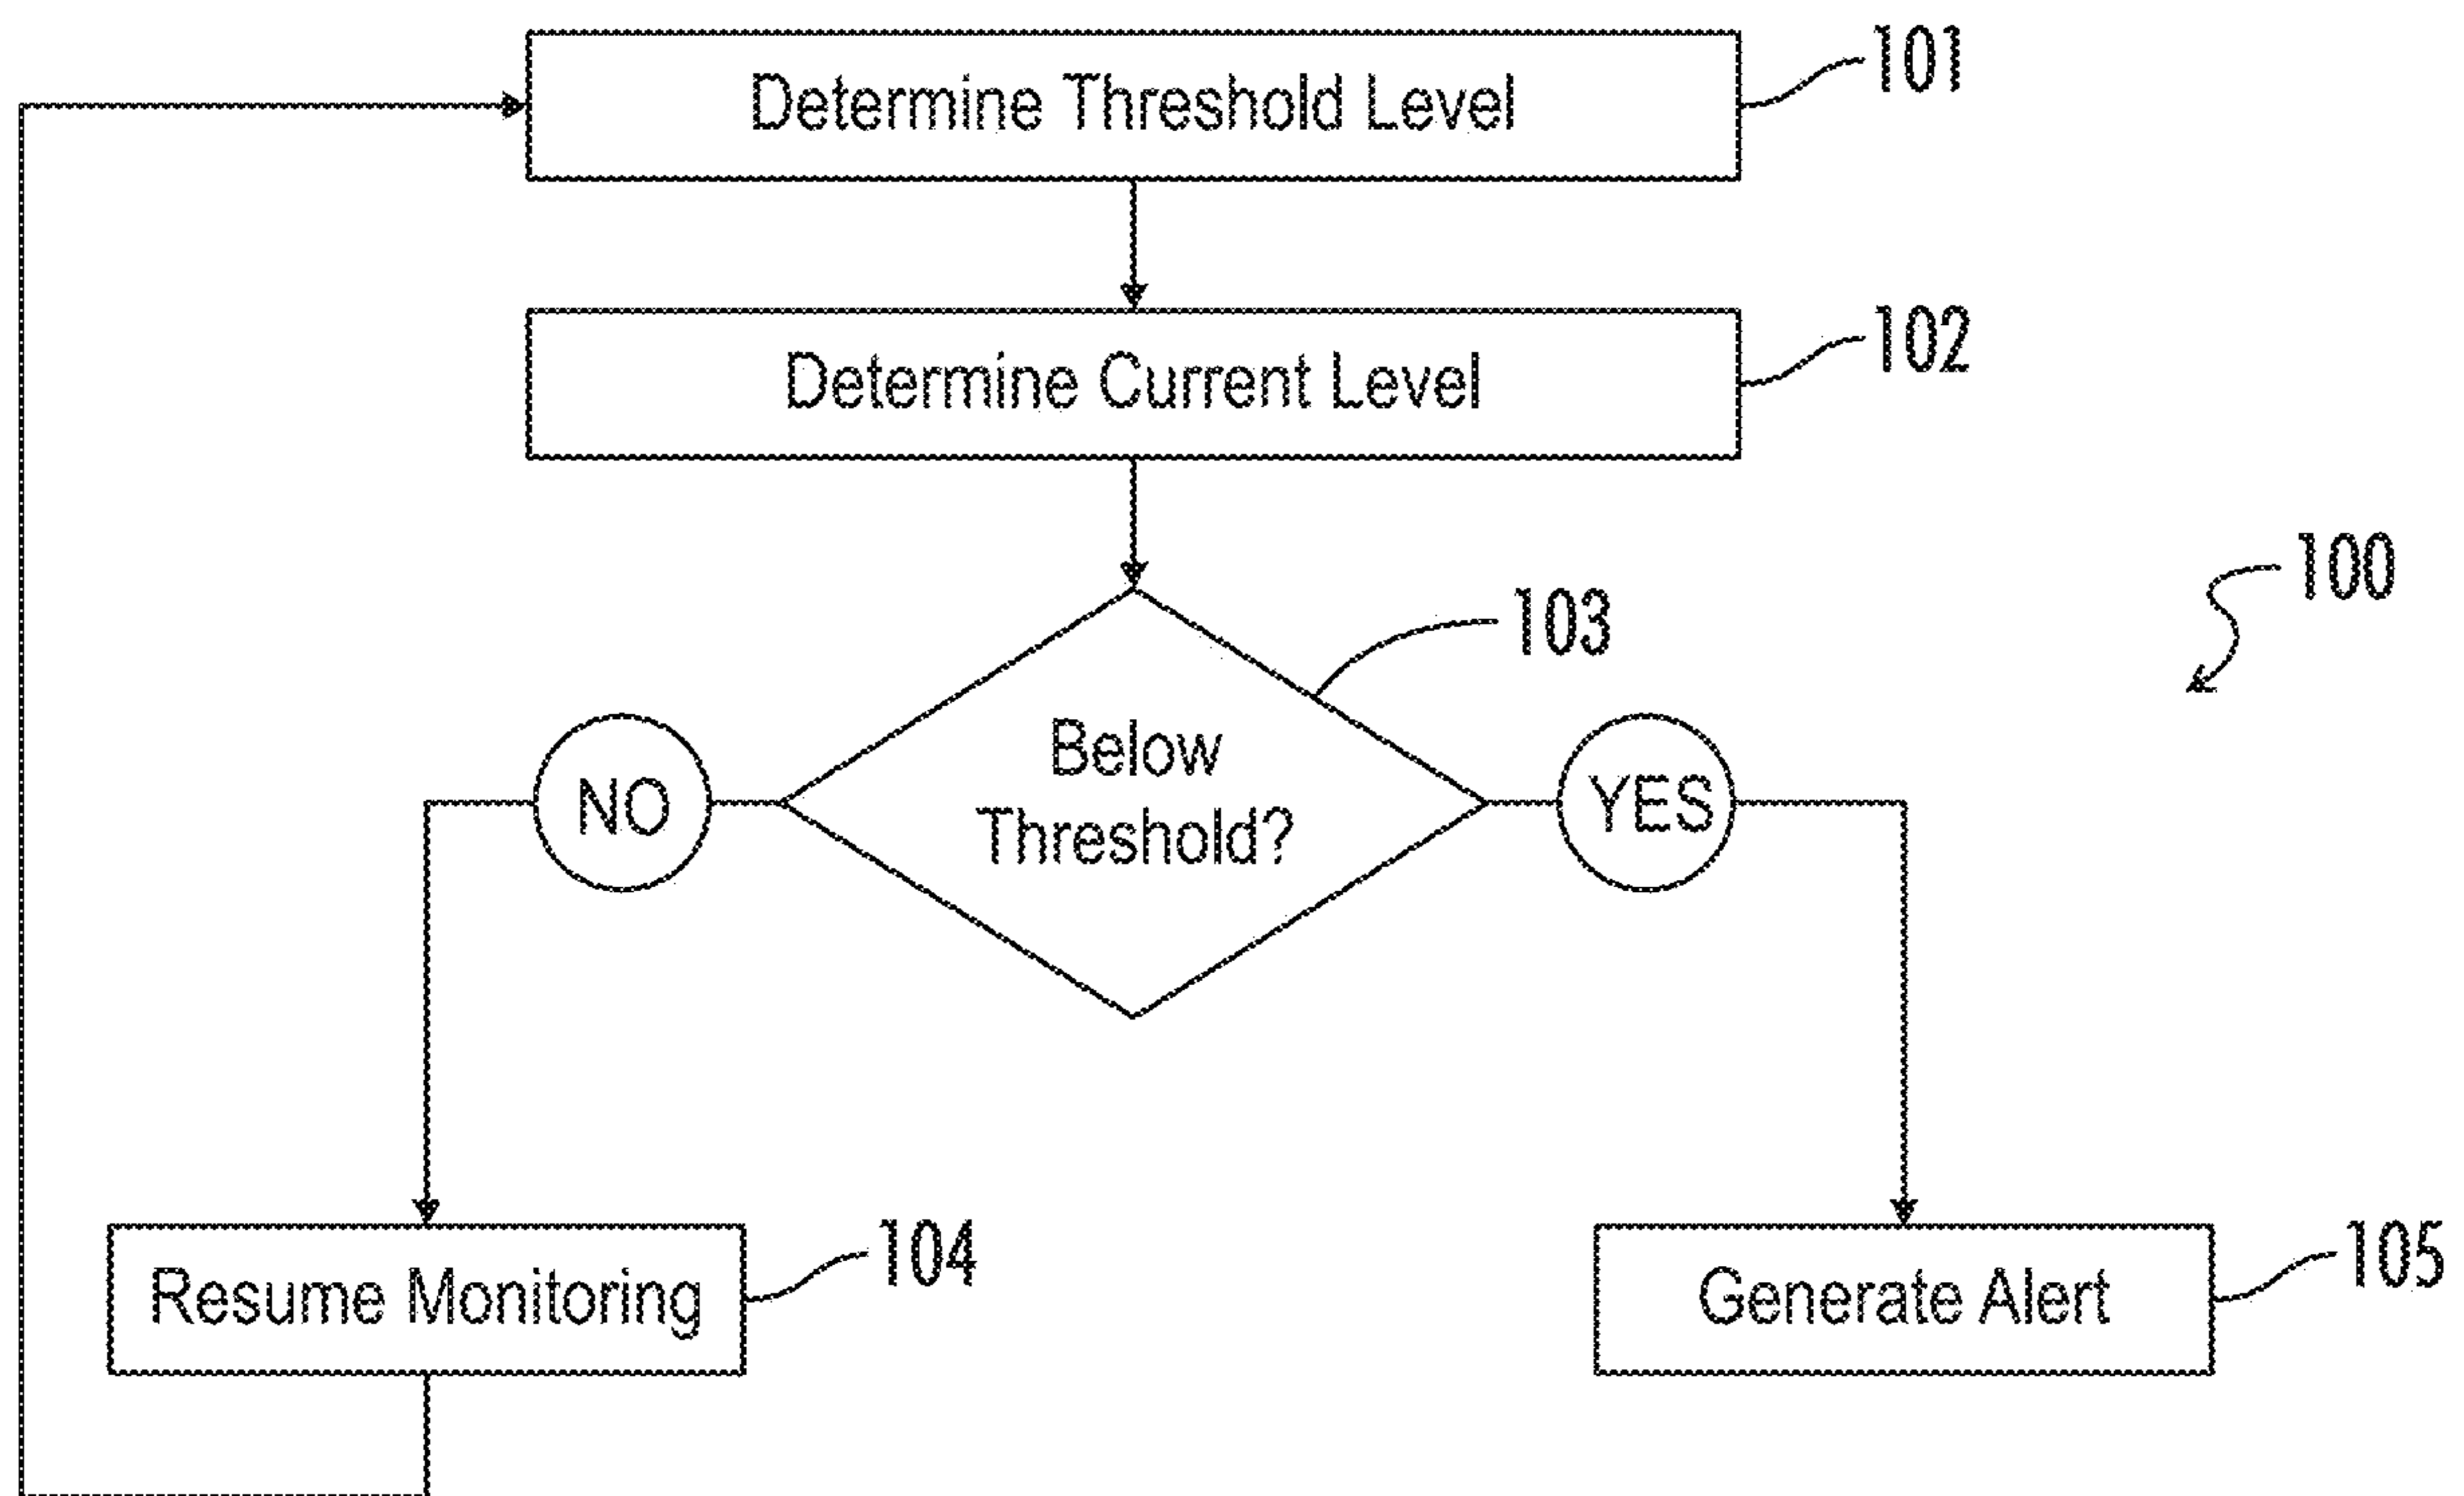 Determine Threshold Level
101
Determine Current Level
102
100
103
Below
Threshold?
NO
YES
Resume Monitoring
104
Generate Alert
105